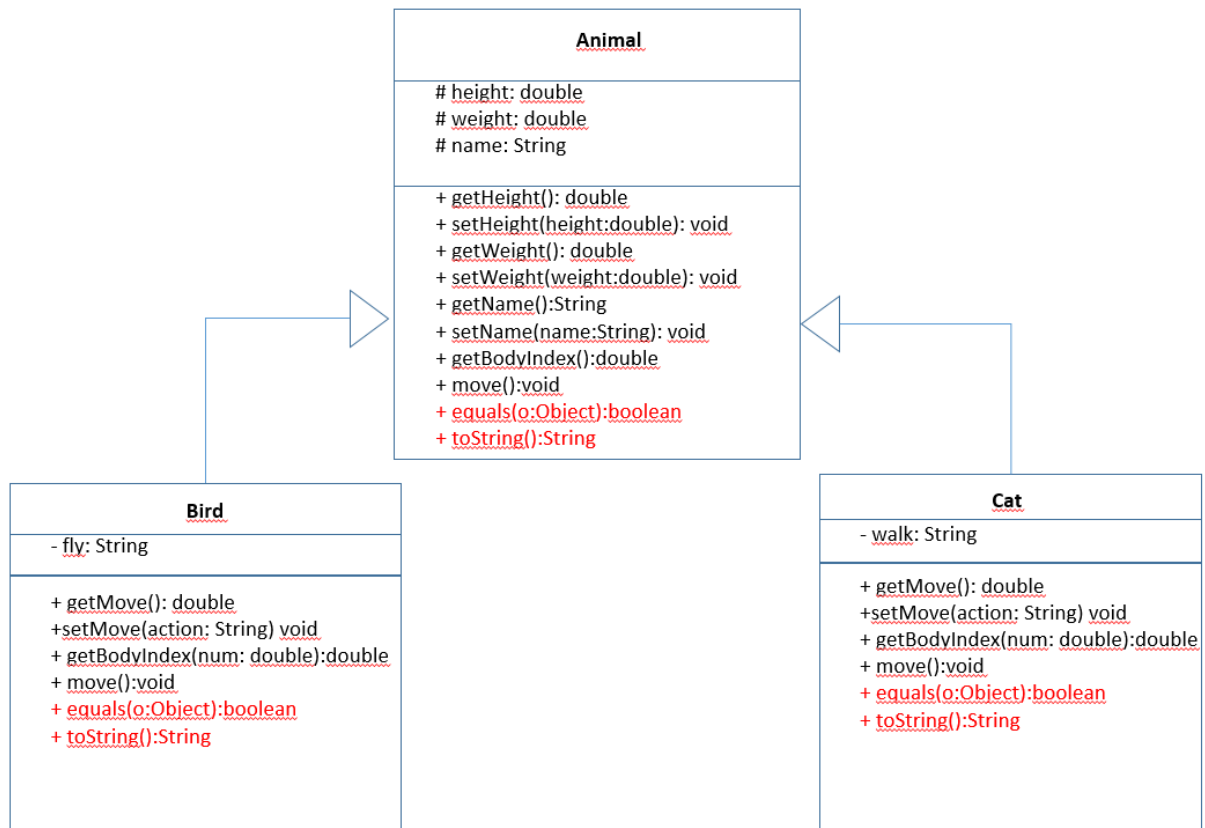 Animal
# height: double
# weight: double
# name: String
+ getHeight(): double
+ setHeight(height:double): void
+ getWeight(): double
+ setWeight(weight:double): void
+ getName():String
+ setName(name:String): void
+ getBodyIndex():double
+ move():void
+ equals(o:Object):boolean
+ toString():String
Bird
- fly: String
+ getMove(): double
+setMove(action: String) void
+ getBodyIndex(num: double):double
+ move():void
+ equals(o:Object):boolean
+ toString():String
Cat
- walk: String
+ getMove(): double
+setMove(action: String) void
+ getBodyIndex(num: double):double
+ move():void
+ equals(o:Object):boolean
+ toString():String